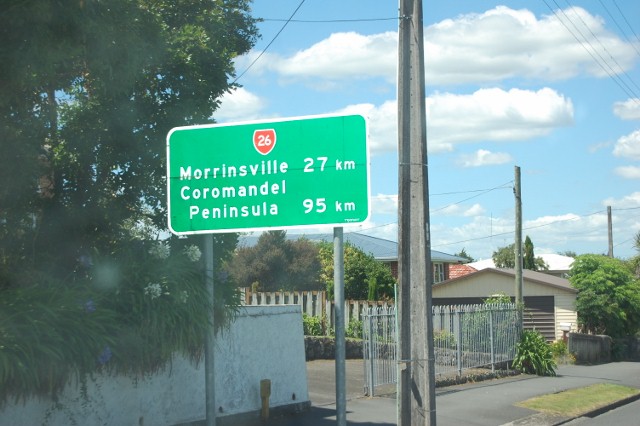 26
Morrinsville 27 km
Coromandel
Peninsula 95 km